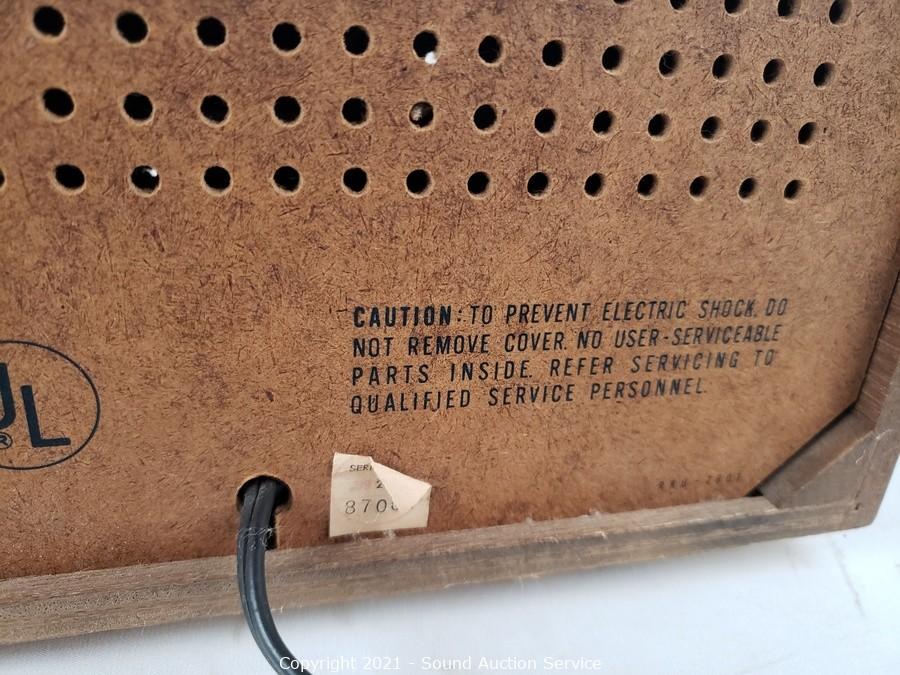 CAUTION: TO PREVENT ELECTRIC SHOCK, DO
NOT REMOVE COVER. NO USER-SERVICEABLE
PARTS INSIDE. REFER SERVICING TO
QUALIFIED SERVICE PERSONNEL.
UL
®
Copyright 2021 - Sound Auction Service